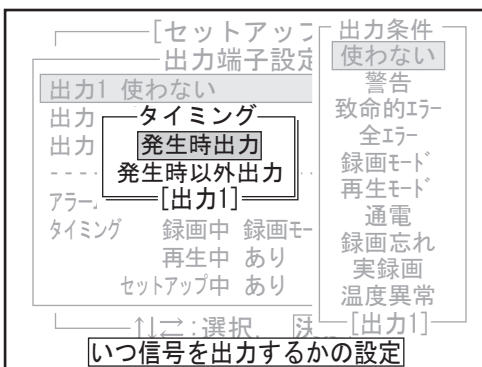 [セットアップ
出力端子設定
出力1 使わない
出力
出力
アラーム
タイミング 録画中 録画モー
再生中 あり
セットアップ中 あり
↑↓⇄:選択, 決
タイミング
発生時出力
発生時以外出力
[出力1]
出力条件
使わない
警告
致命的ｴﾗｰ
全ｴﾗｰ
録画ﾓｰﾄﾞ
再生ﾓｰﾄﾞ
通電
録画忘れ
実録画
温度異常
[出力1]
いつ信号を出力するかの設定